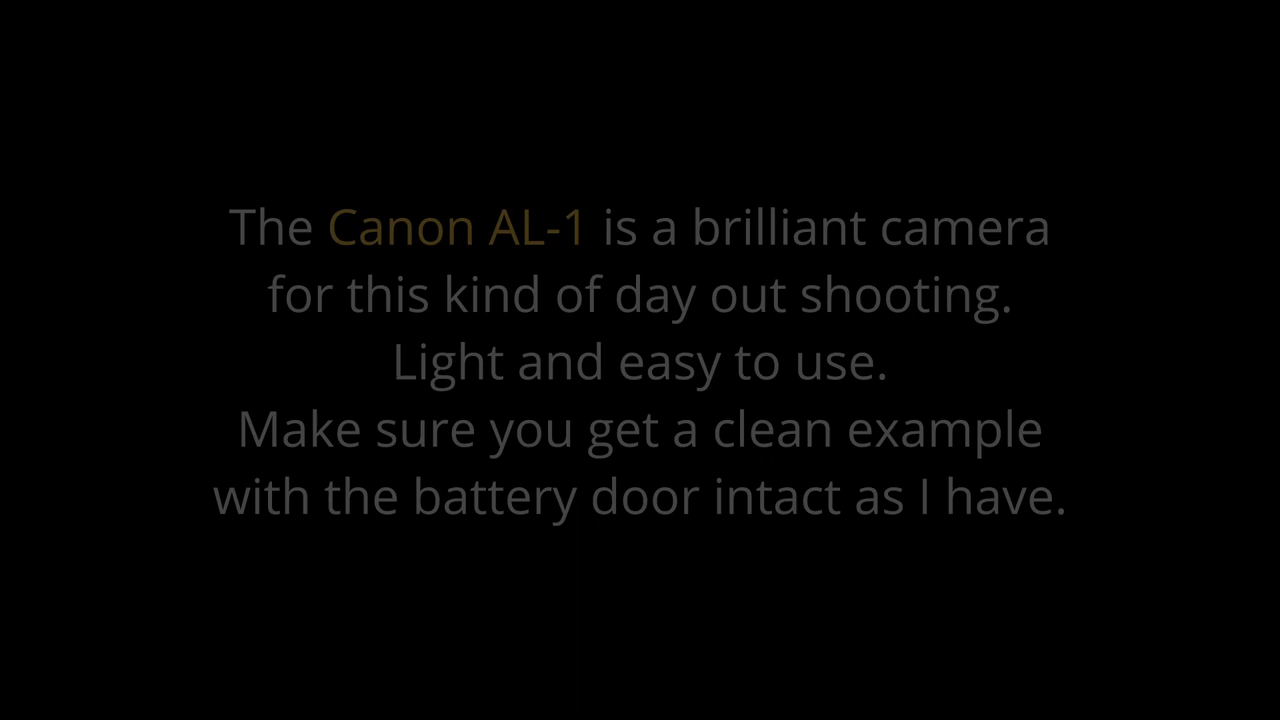 The Canon AL-1 is a brilliant camera
for this kind of day out shooting.
Light and easy to use.
Make sure you get a clean example
with the battery door intact as I have.